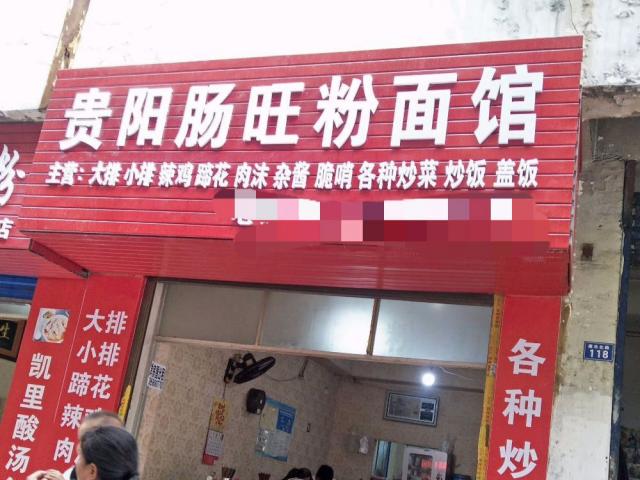 贵阳肠旺粉面馆
主营：大排 小排 辣鸡 蹄花 肉沫 杂酱 脆哨 各种炒菜 炒饭 盖饭
粉
店
大排
小排
蹄花
辣
肉
凯里酸汤
各种炒
118